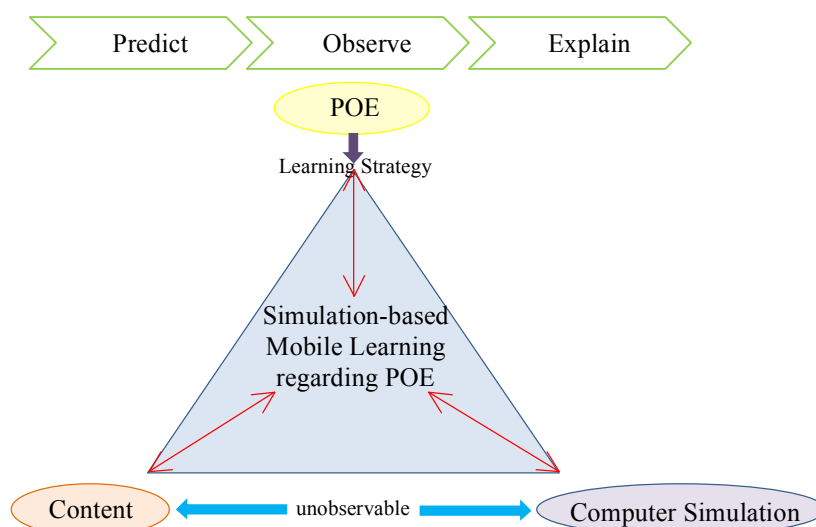 Predict Observe Explain
POE
Learning Strategy
Simulation-based
Mobile Learning
regarding POE
Content unobservable Computer Simulation